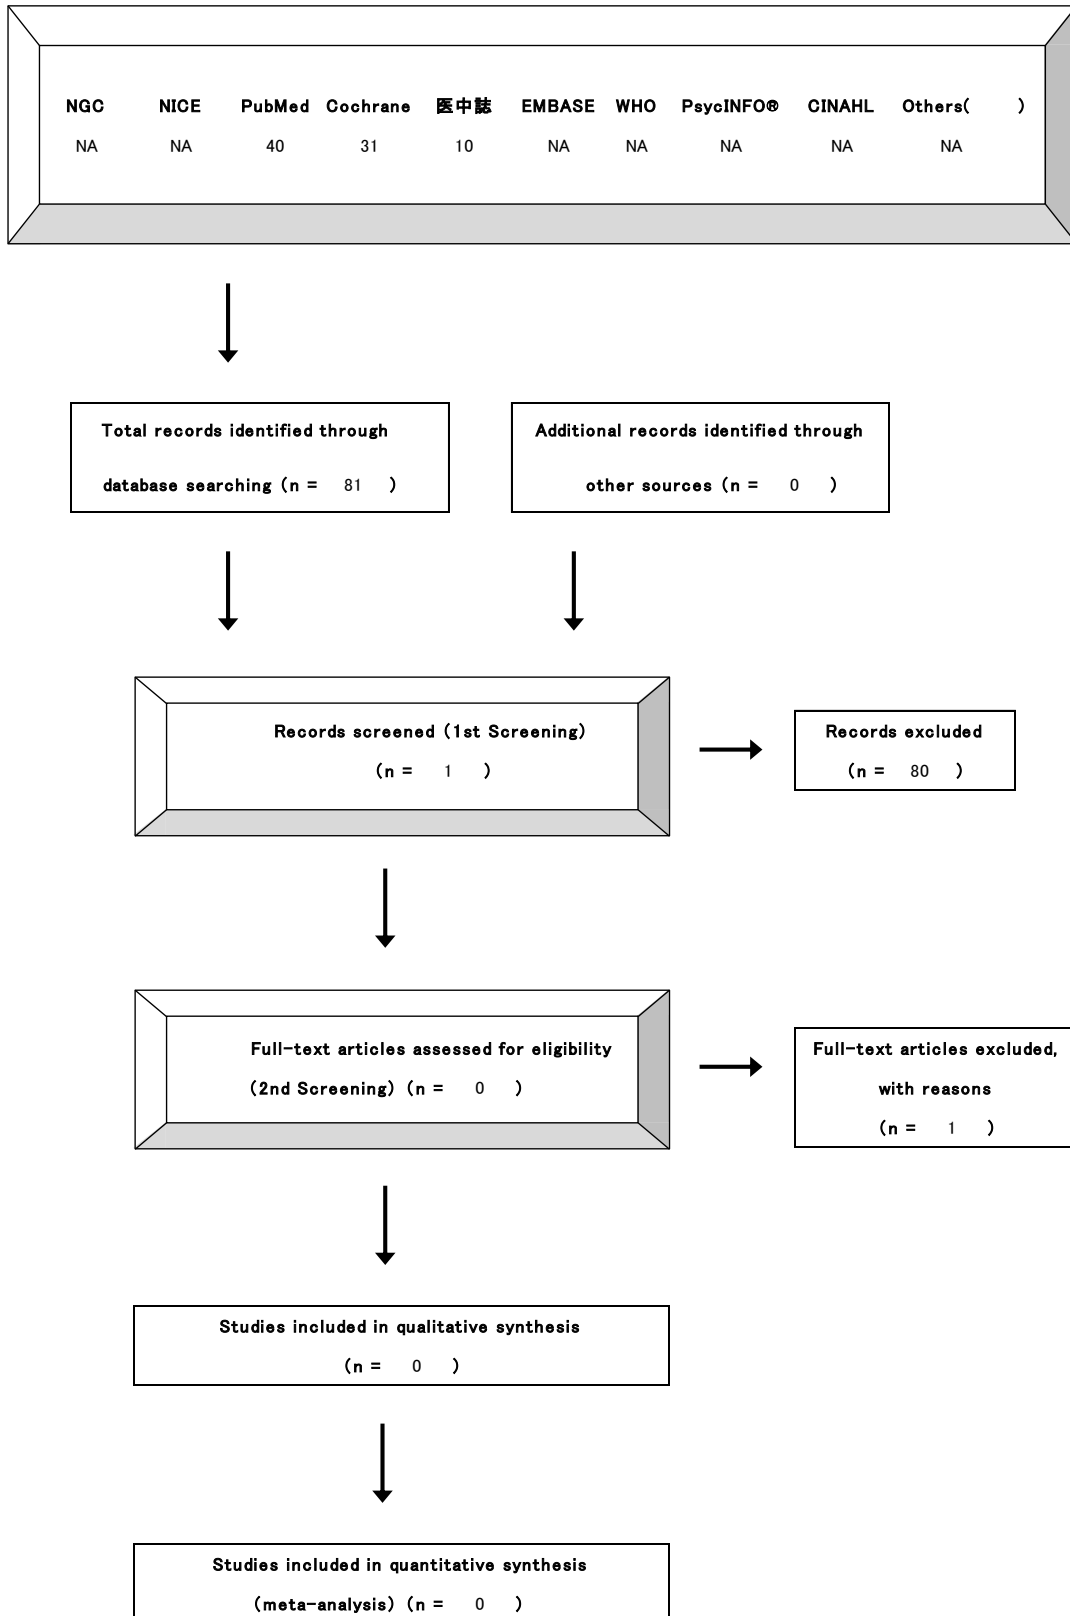 NGC NICE PubMed Cochrane 医中誌 EMBASE WHO PsycINFO® CINAHL Others( )
NA NA 40 31 10 NA NA NA NA NA
Total records identified through
database searching (n = 81 )
Additional records identified through
other sources (n = 0 )
Records screened (1st Screening)
(n = 1 )
Records excluded
(n = 80 )
Full-text articles assessed for eligibility
(2nd Screening) (n = 0 )
Full-text articles excluded,
with reasons
(n = 1 )
Studies included in qualitative synthesis
(n = 0 )
Studies included in quantitative synthesis
(meta-analysis) (n = 0 )